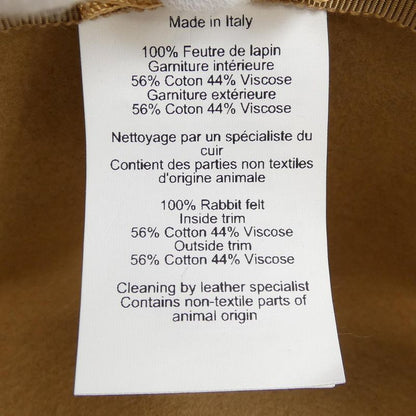 Made in Italy
100% Feutre de lapin
Garniture intérieure
56% Coton 44% Viscose
Garniture extérieure
56% Coton 44% Viscose
Nettoyage par un spécialiste du
cuir
Contient des parties non textiles
d'origine animale
100% Rabbit felt
Inside trim
56% Cotton 44% Viscose
Outside trim
56% Cotton 44% Viscose
Cleaning by leather specialist
Contains non-textile parts of
animal origin